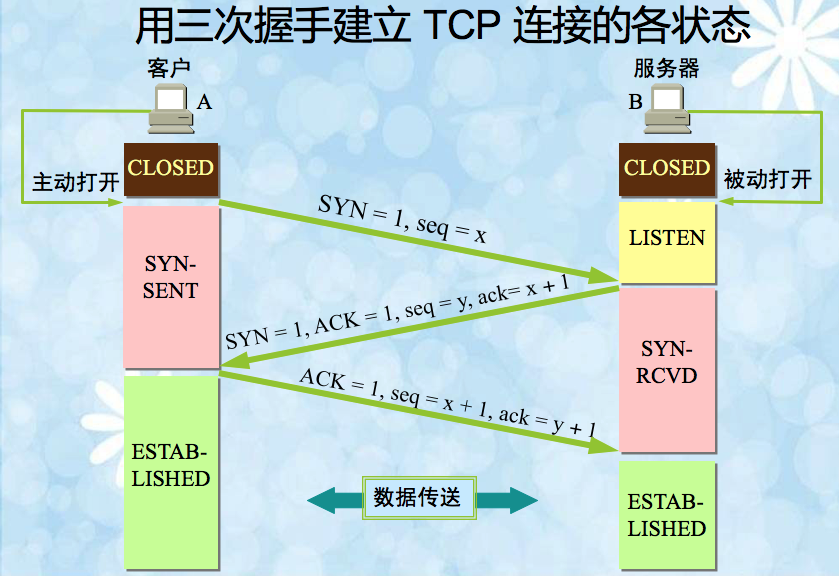 用三次握手建立 TCP 连接的各状态
客户
服务器
A
B
CLOSED
CLOSED
主动打开
被动打开
SYN = 1, seq = x
LISTEN
SYN-
SENT
SYN = 1, ACK = 1, seq = y, ack= x + 1
SYN-
RCVD
ACK = 1, seq = x + 1, ack = y + 1
ESTAB-
LISHED
数据传送
ESTAB-
LISHED